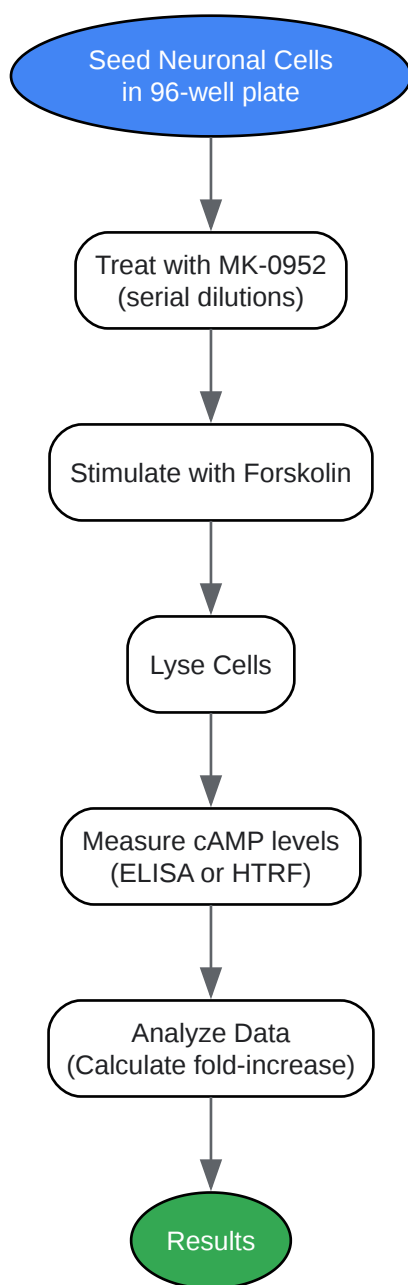 Seed Neuronal Cells
in 96-well plate
Treat with MK-0952
(serial dilutions)
Stimulate with Forskolin
Lyse Cells
Measure cAMP levels
(ELISA or HTRF)
Analyze Data
(Calculate fold-increase)
Results